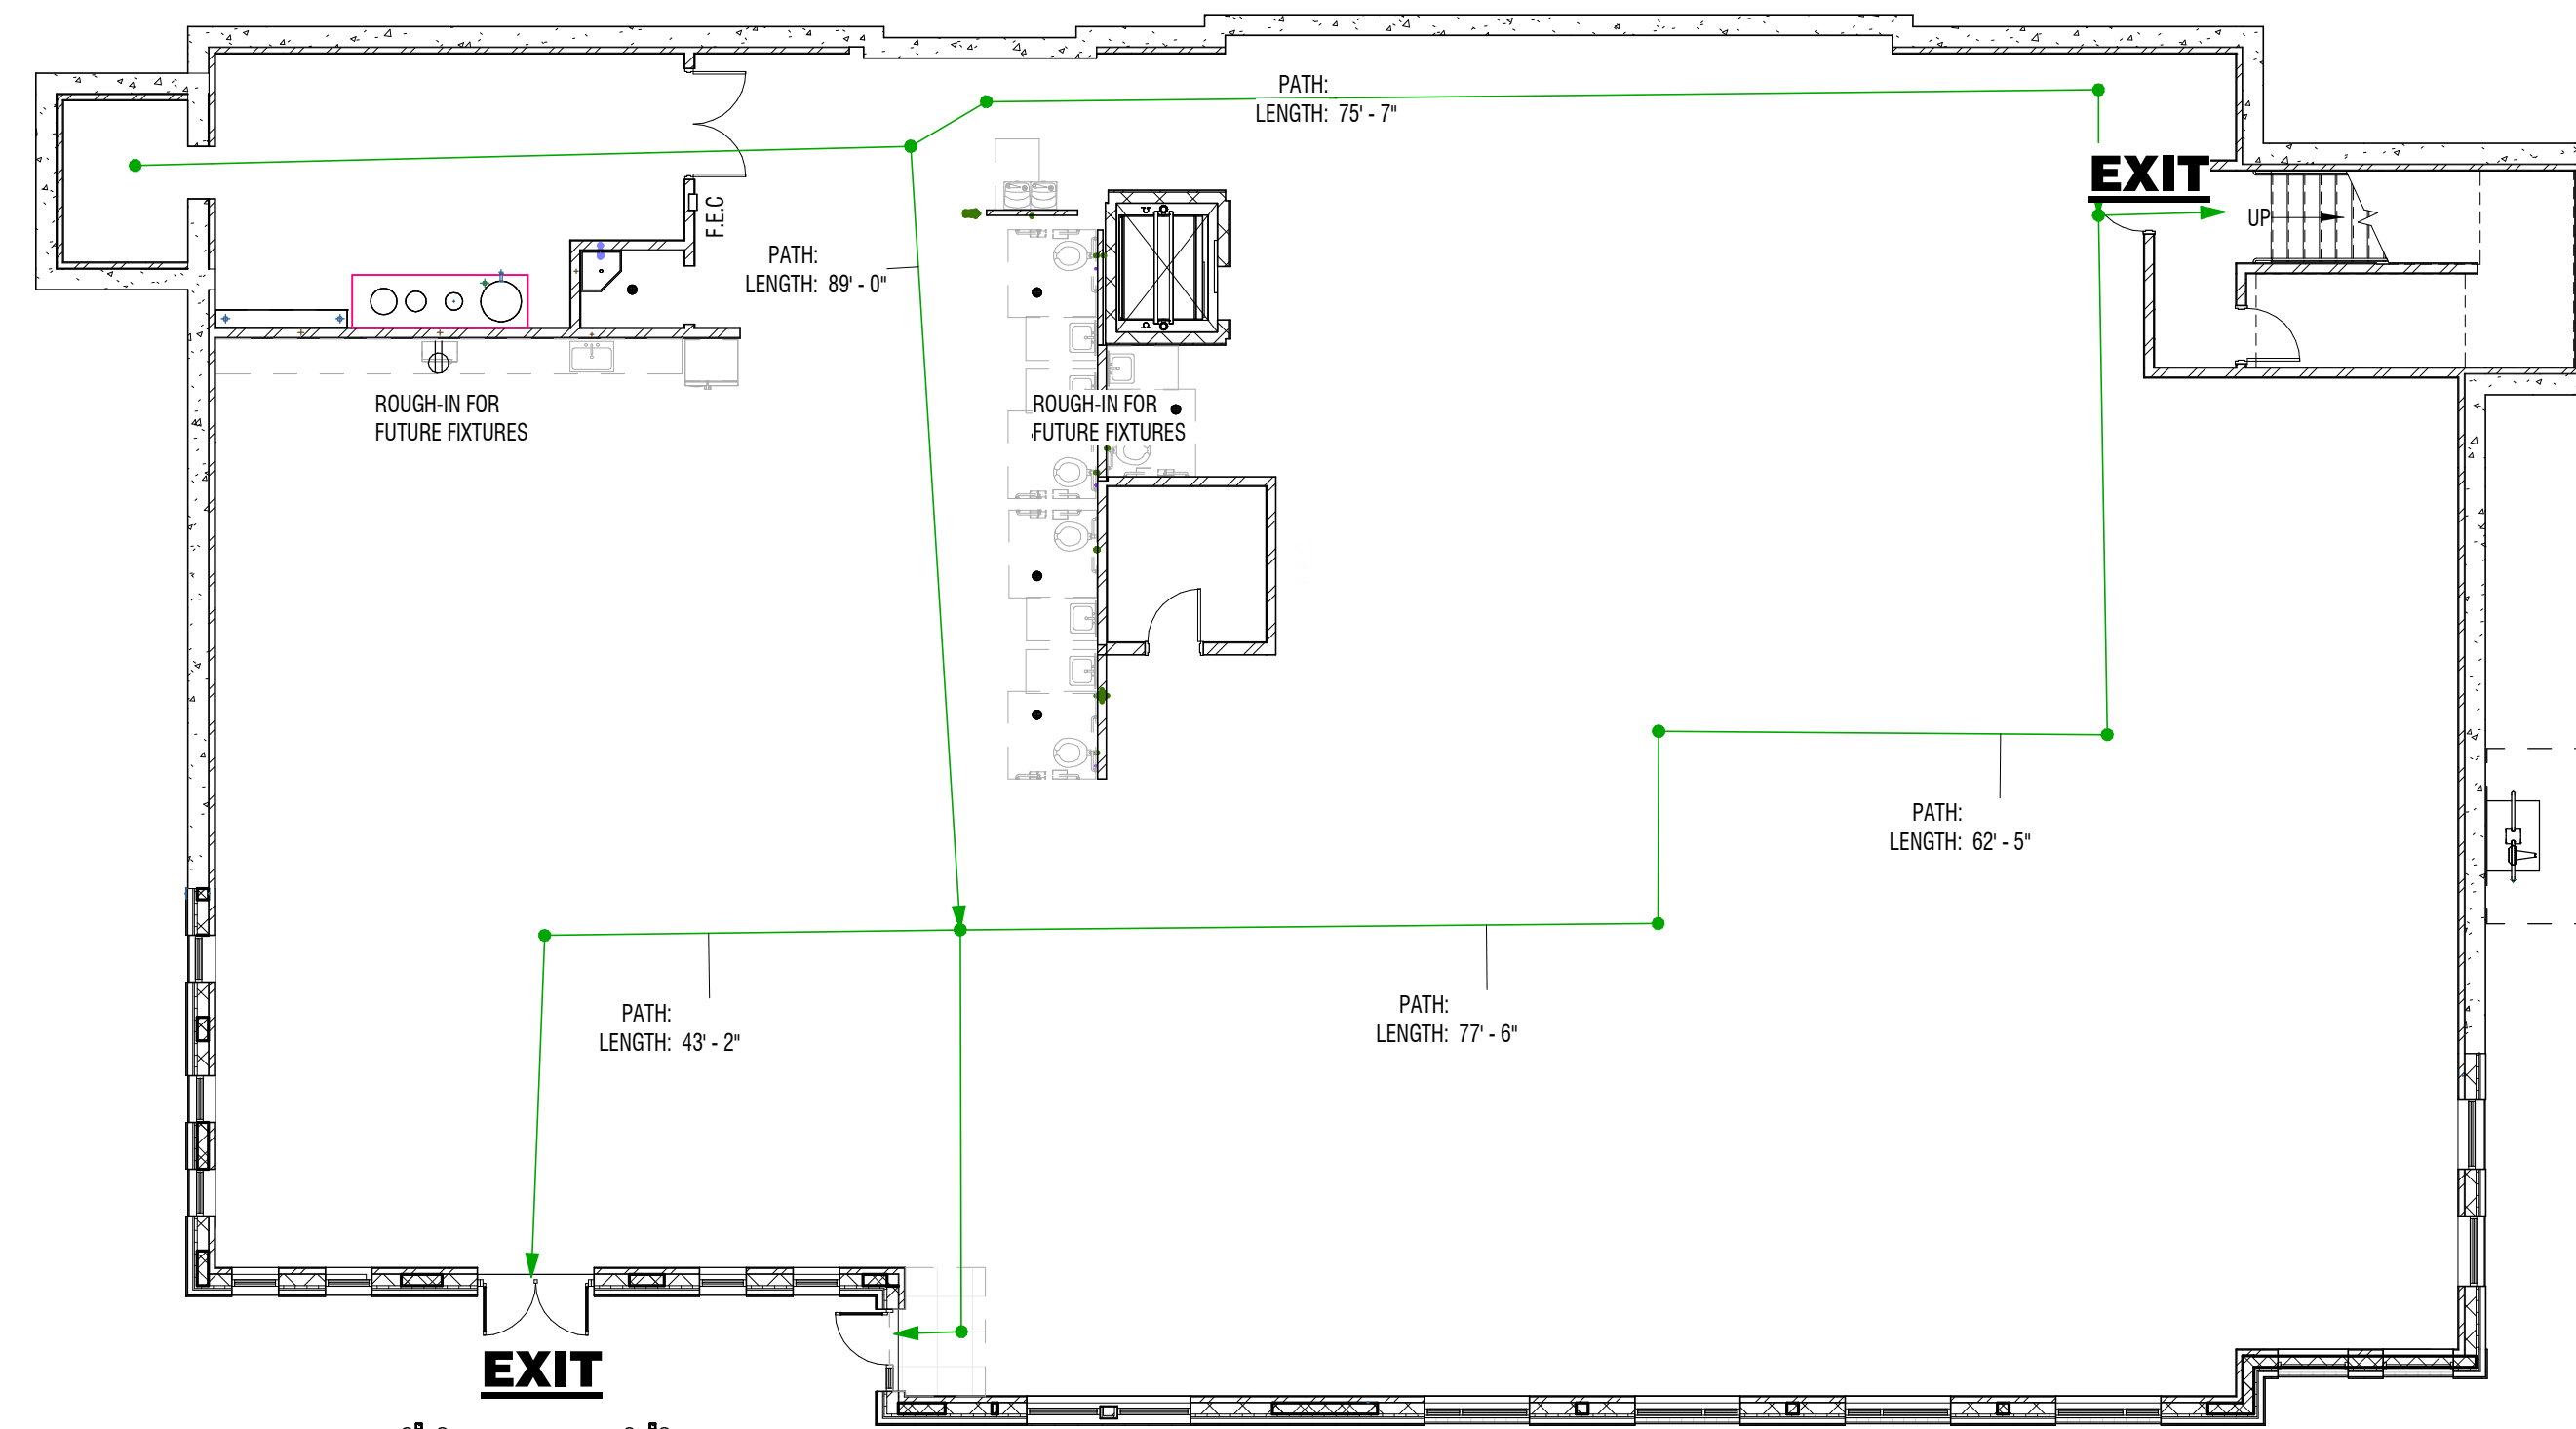 PATH:
LENGTH: 75' - 7"
EXIT
F.E.C
UP
PATH:
LENGTH: 89' - 0"
ROUGH-IN FOR
FUTURE FIXTURES
ROUGH-IN FOR
FUTURE FIXTURES
PATH:
LENGTH: 62' - 5"
PATH:
LENGTH: 43' - 2"
PATH:
LENGTH: 77' - 6"
EXIT